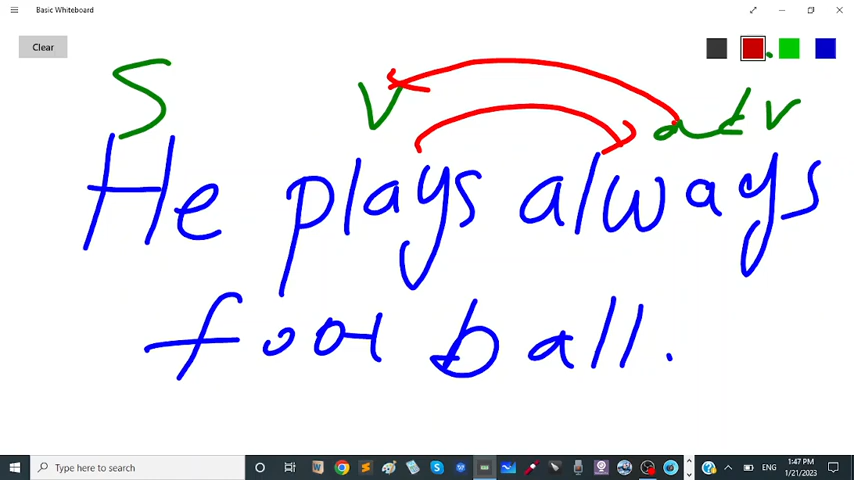 Basic Whiteboard
Clear
S V adv
He plays always
foot ball.
Type here to search
ENG
1:47 PM
1/21/2023